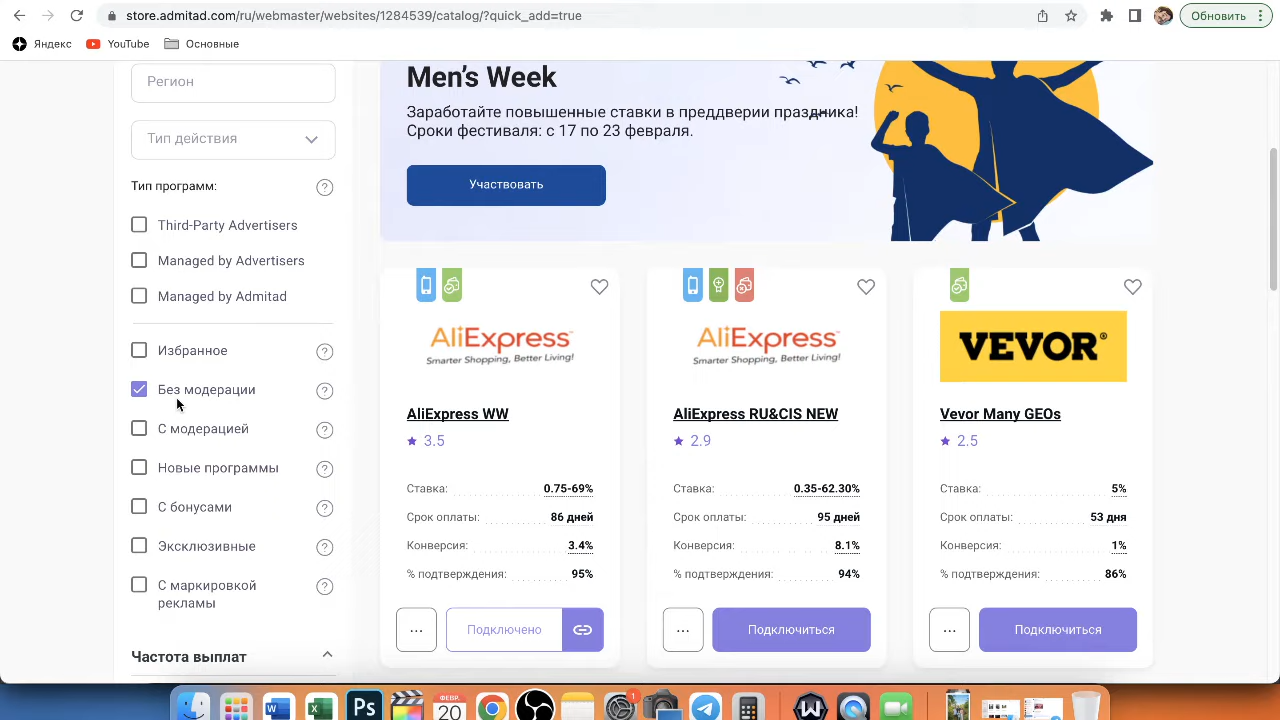 store.admitad.com/ru/webmaster/websites/1284539/catalog/?quick_add=true
Обновить
Яндекс
YouTube
Основные
Регион
Тип действия
Тип программ:
?
Third-Party Advertisers
Managed by Advertisers
Managed by Admitad
Избранное
?
Без модерации
?
С модерацией
?
Новые программы
?
С бонусами
?
Эксклюзивные
?
С маркировкой
рекламы
?
Частота выплат
Men's Week
Заработайте повышенные ставки в преддверии праздника!
Сроки фестиваля: с 17 по 23 февраля.
Участвовать
AliExpress
Smarter Shopping, Better Living!
AliExpress WW
3.5
Ставка: 0.75-69%
Срок оплаты: 86 дней
Конверсия: 3.4%
% подтверждения: 95%
... Подключено
AliExpress
Smarter Shopping, Better Living!
AliExpress RU&CIS NEW
2.9
Ставка: 0.35-62.30%
Срок оплаты: 95 дней
Конверсия: 8.1%
% подтверждения: 94%
... Подключиться
VEVOR®
Vevor Many GEOs
2.5
Ставка: 5%
Срок оплаты: 53 дня
Конверсия: 1%
% подтверждения: 86%
... Подключиться
W
X
Ps
ФЕВР.
20
1